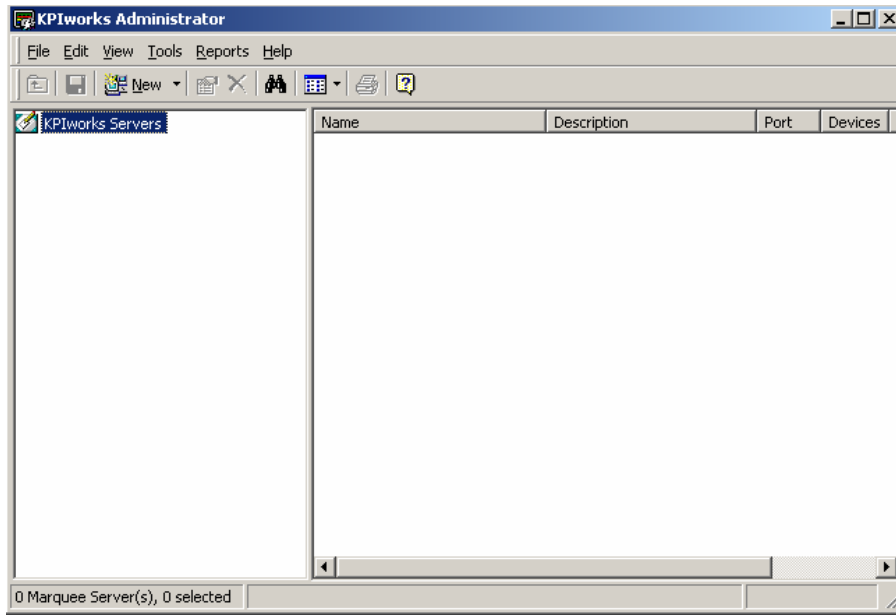 KPIworks Administrator
File Edit View Tools Reports Help
New
KPIworks Servers
Name Description Port Devices
0 Marquee Server(s), 0 selected